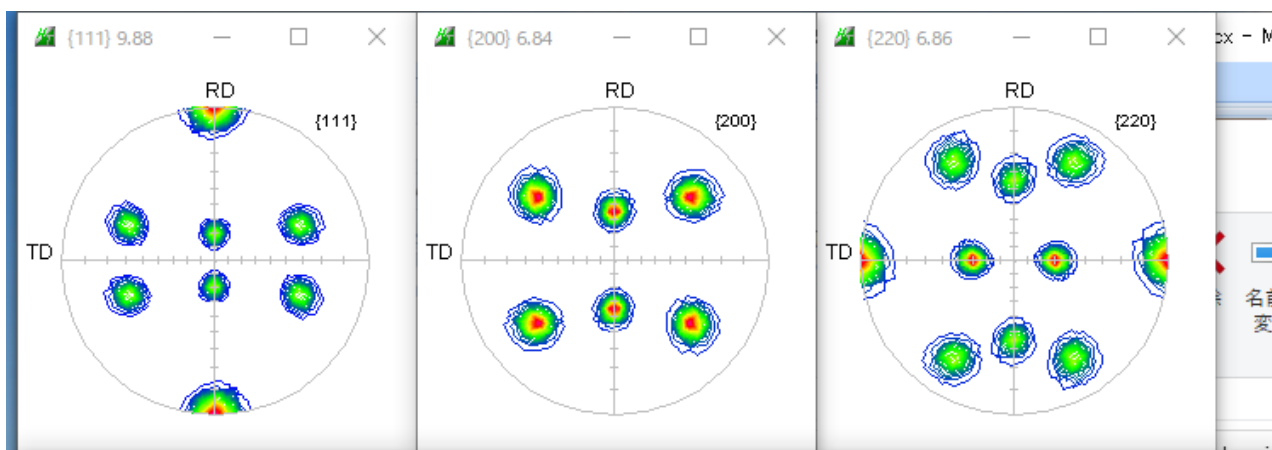 {111} 9.88
{200} 6.84
{220} 6.86
cx - M
RD
{111}
TD
RD
{200}
TD
RD
{220}
TD
名前
変